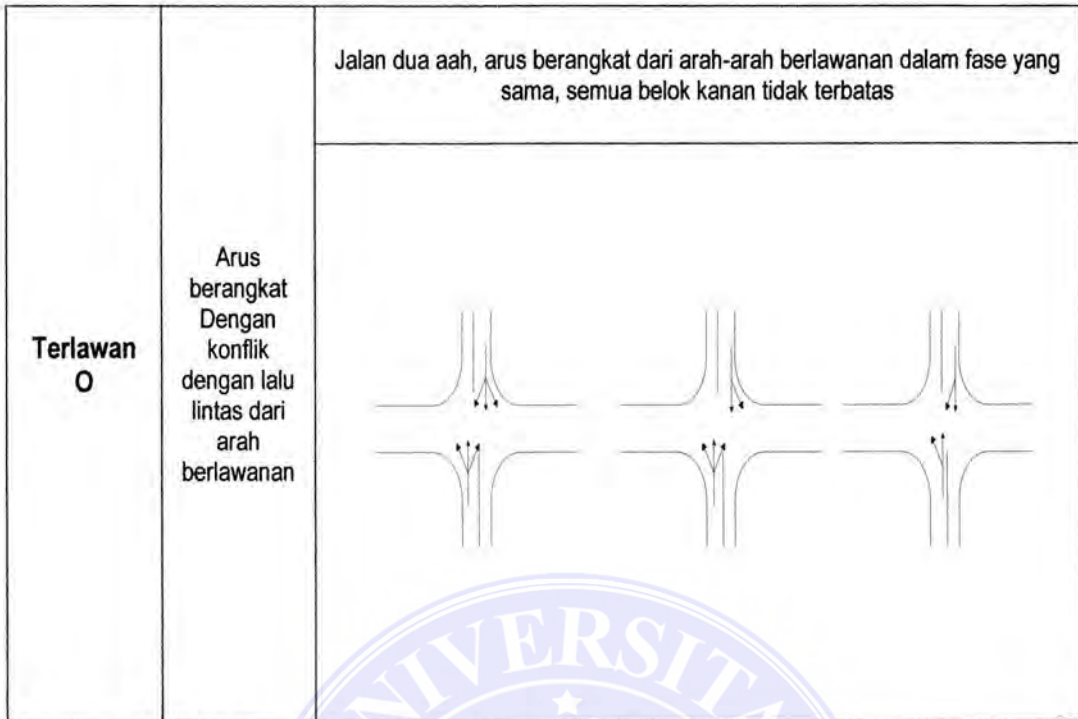 Jalan dua aah, arus berangkat dari arah-arah berlawanan dalam fase yang
sama, semua belok kanan tidak terbatas
Terlawan
O
Arus
berangkat
Dengan
konflik
dengan lalu
lintas dari
arah
berlawanan
NIVERSITA